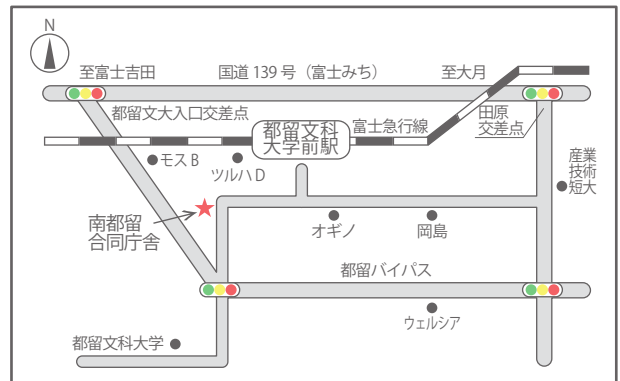 N
至富士吉田
国道 139 号（富士みち）
至大月
都留文大入口交差点
田原
交差点
都留文科
大学前駅
富士急行線
モス B
ツルハ D
産業
技術
短大
南都留
合同庁舎
オギノ
岡島
都留バイパス
ウェルシア
都留文科大学